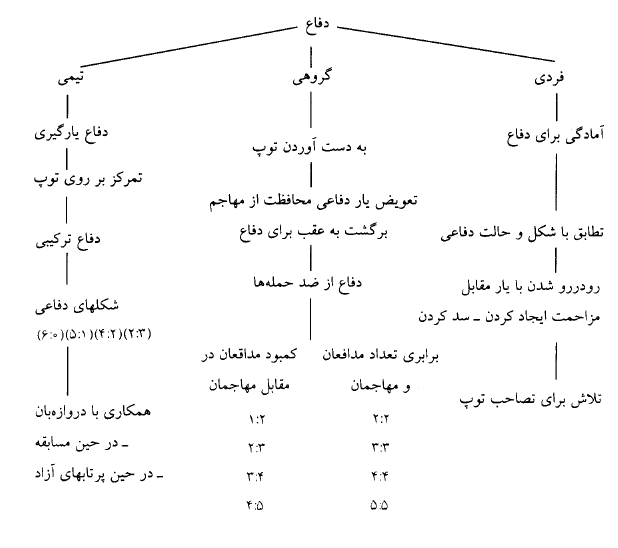 دفاع
فردی
آمادگی برای دفاع
تطابق با شکل و حالت دفاعی
رودررو شدن با یار مقابل
مزاحمت ایجاد کردن ـ سد کردن
تلاش برای تصاحب توپ
گروهی
به دست آوردن توپ
تعویض یار دفاعی محافظت از مهاجم
برگشت به عقب برای دفاع
دفاع از ضد حمله‌ها
برابری تعداد مدافعان
و مهاجمان
۲:۲
۳:۳
۴:۴
۵:۵
کمبود مدافعان در
مقابل مهاجمان
۱:۲
۲:۳
۳:۴
۴:۵
تیمی
دفاع یارگیری
تمرکز بر روی توپ
دفاع ترکیبی
شکلهای دفاعی
(۶:۰)(۵:۱)(۴:۲)(۲:۳)
همکاری با دروازه‌بان
ـ در حین مسابقه
ـ در حین پرتابهای آزاد